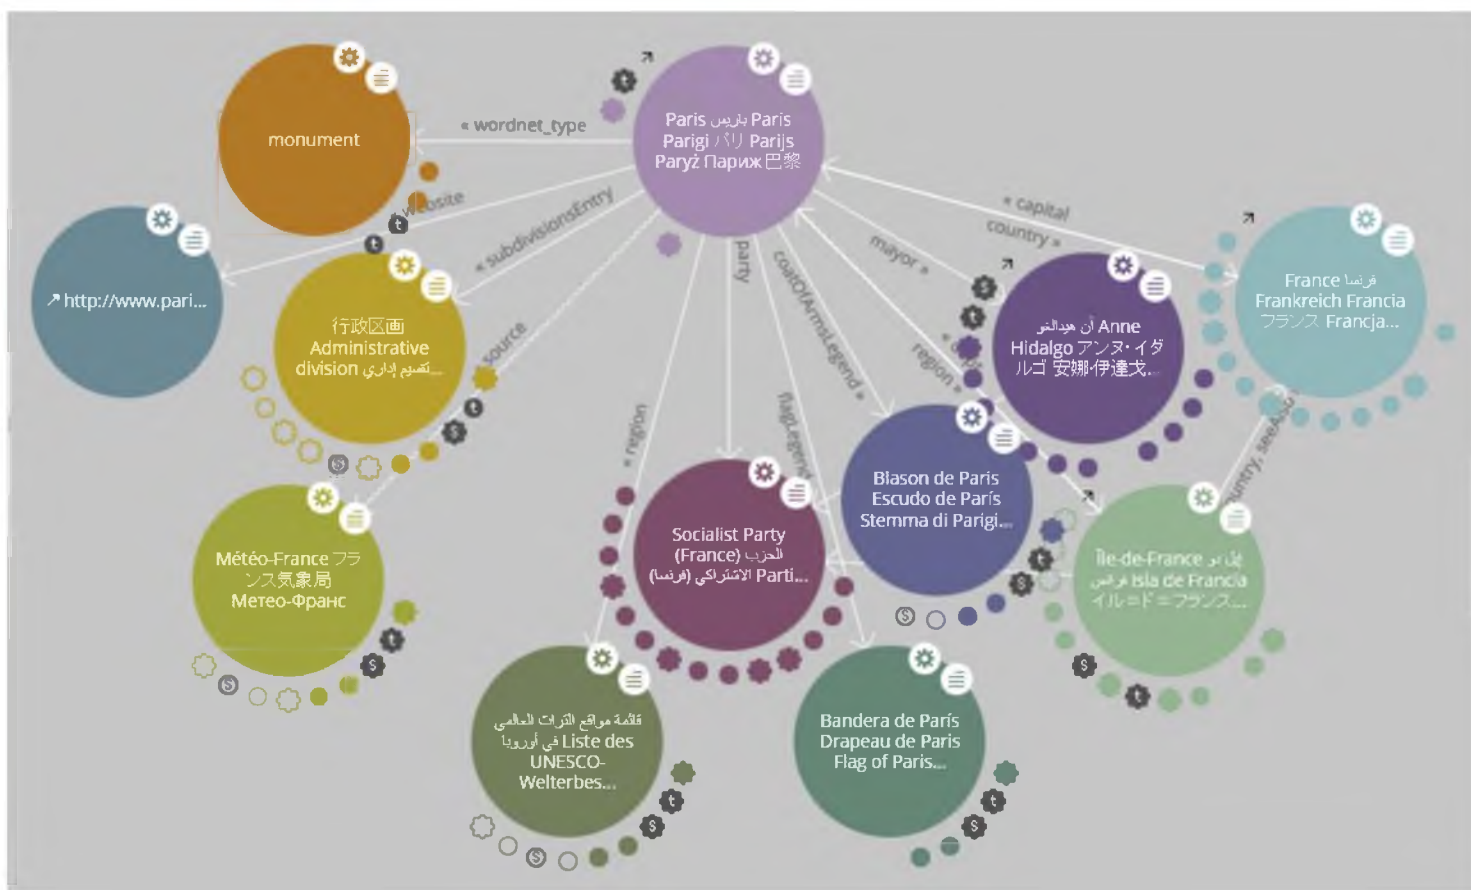 monument
« wordnet_type
Paris باريس Paris
Parigi パリ Parijs
Paryż Париж 巴黎
« capital
country »
« website
« subdivisionsEntry
party
mayor »
coatOfArmsLegend »
France فرنسا
Frankreich Francia
フランス Francja...
↗ http://www.pari...
行政区画
Administrative
division تقسيم إداري...
source
آن هيدالغو Anne
Hidalgo アンヌ・イダ
ルゴ 安娜·伊達戈...
region »
flagLegend
« region
country, seeAlso
Blason de Paris
Escudo de París
Stemma di Parigi...
Socialist Party
(France) الحزب
الاشتراكي (فرنسا) Parti...
Météo-France フラ
ンス気象局
Метео-Франс
Île-de-France إيل دو
فرانس Isla de Francia
イル＝ド＝フランス...
قائمة مواقع التراث العالمي
في أوروبا Liste des
UNESCO-
Welterbes...
Bandera de París
Drapeau de Paris
Flag of Paris...